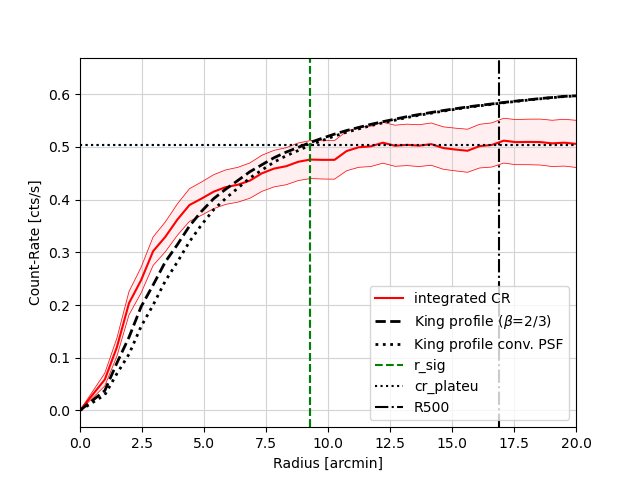 0.6
0.5
0.4
0.3
0.2
0.1
0.0
Count-Rate [cts/s]
integrated CR
King profile (β=2/3)
King profile conv. PSF
r_sig
cr_plateu
R500
0.0 2.5 5.0 7.5 10.0 12.5 15.0 17.5 20.0
Radius [arcmin]